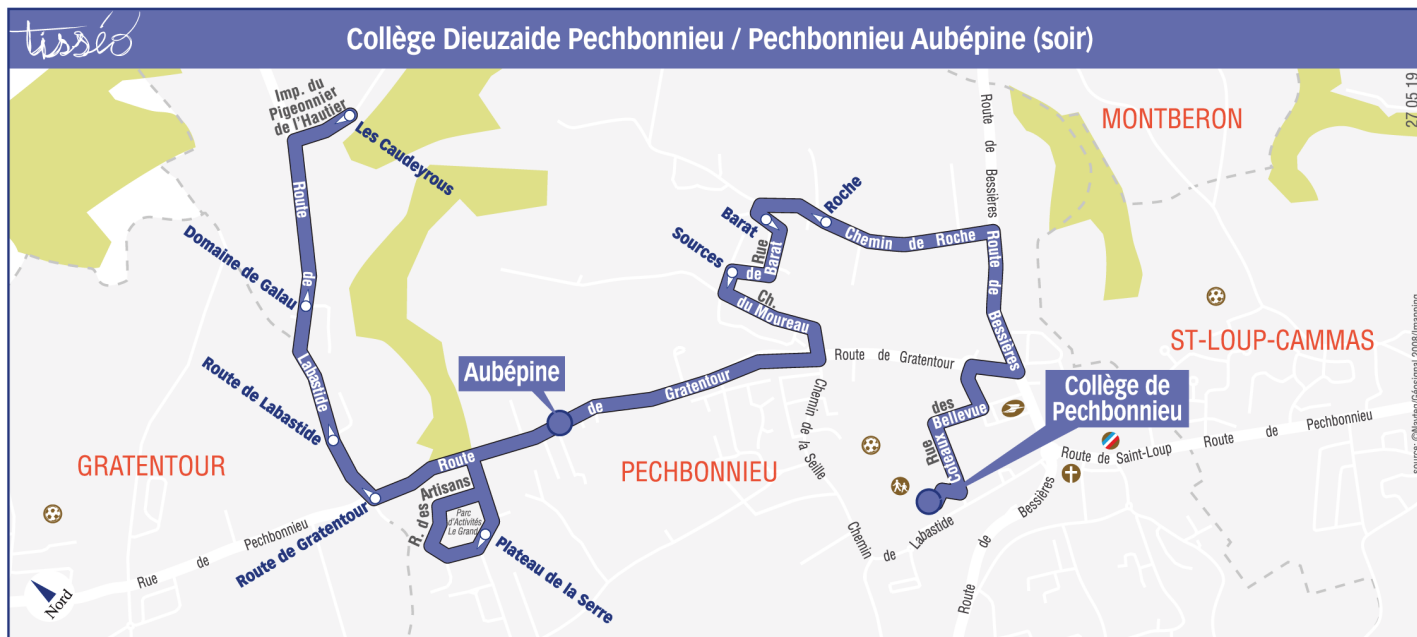 tisséo
Collège Dieuzaide Pechbonnieu / Pechbonnieu Aubépine (soir)
27 05 19
Imp. du
Pigeonnier
de l'Hautier
Les Caudeyrous
Route de Labastide
Domaine de Galau
Route de Labastide
Route de Gratentour
GRATENTOUR
Rue de Pechbonnieu
Nord
R. des Artisans
Parc
d'Activités
Le Grand
Plateau de la Serre
Aubépine
Route de Gratentour
PECHBONNIEU
Sources
Barat
Roche
Rue de Barat
Chemin de Roche
Ch. du Moureau
Route de Bessières
Route de Bessières
MONTBERON
ST-LOUP-CAMMAS
Route de Gratentour
Chemin de la Seille
Rue des Coteaux Bellevue
Collège de
Pechbonnieu
Route de Saint-Loup
Route de Pechbonnieu
Chemin de Labastide
Route de Bessières